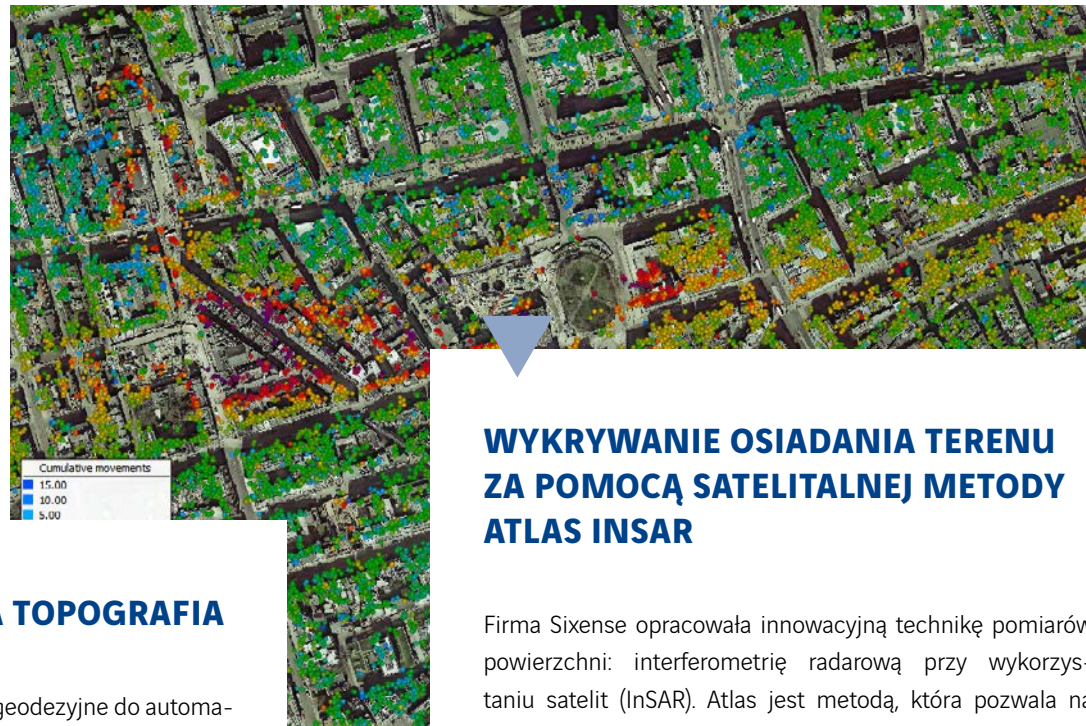 Cumulative movements
15.00
10.00
5.00
TOPOGRAFIA
geodezyjne do automa-
WYKRYWANIE OSIADANIA TERENU
ZA POMOCĄ SATELITALNEJ METODY
ATLAS INSAR
Firma Sixense opracowała innowacyjną technikę pomiarów
powierzchni: interferometrię radarową przy wykorzys-
taniu satelit (InSAR). Atlas jest metodą, która pozwala na